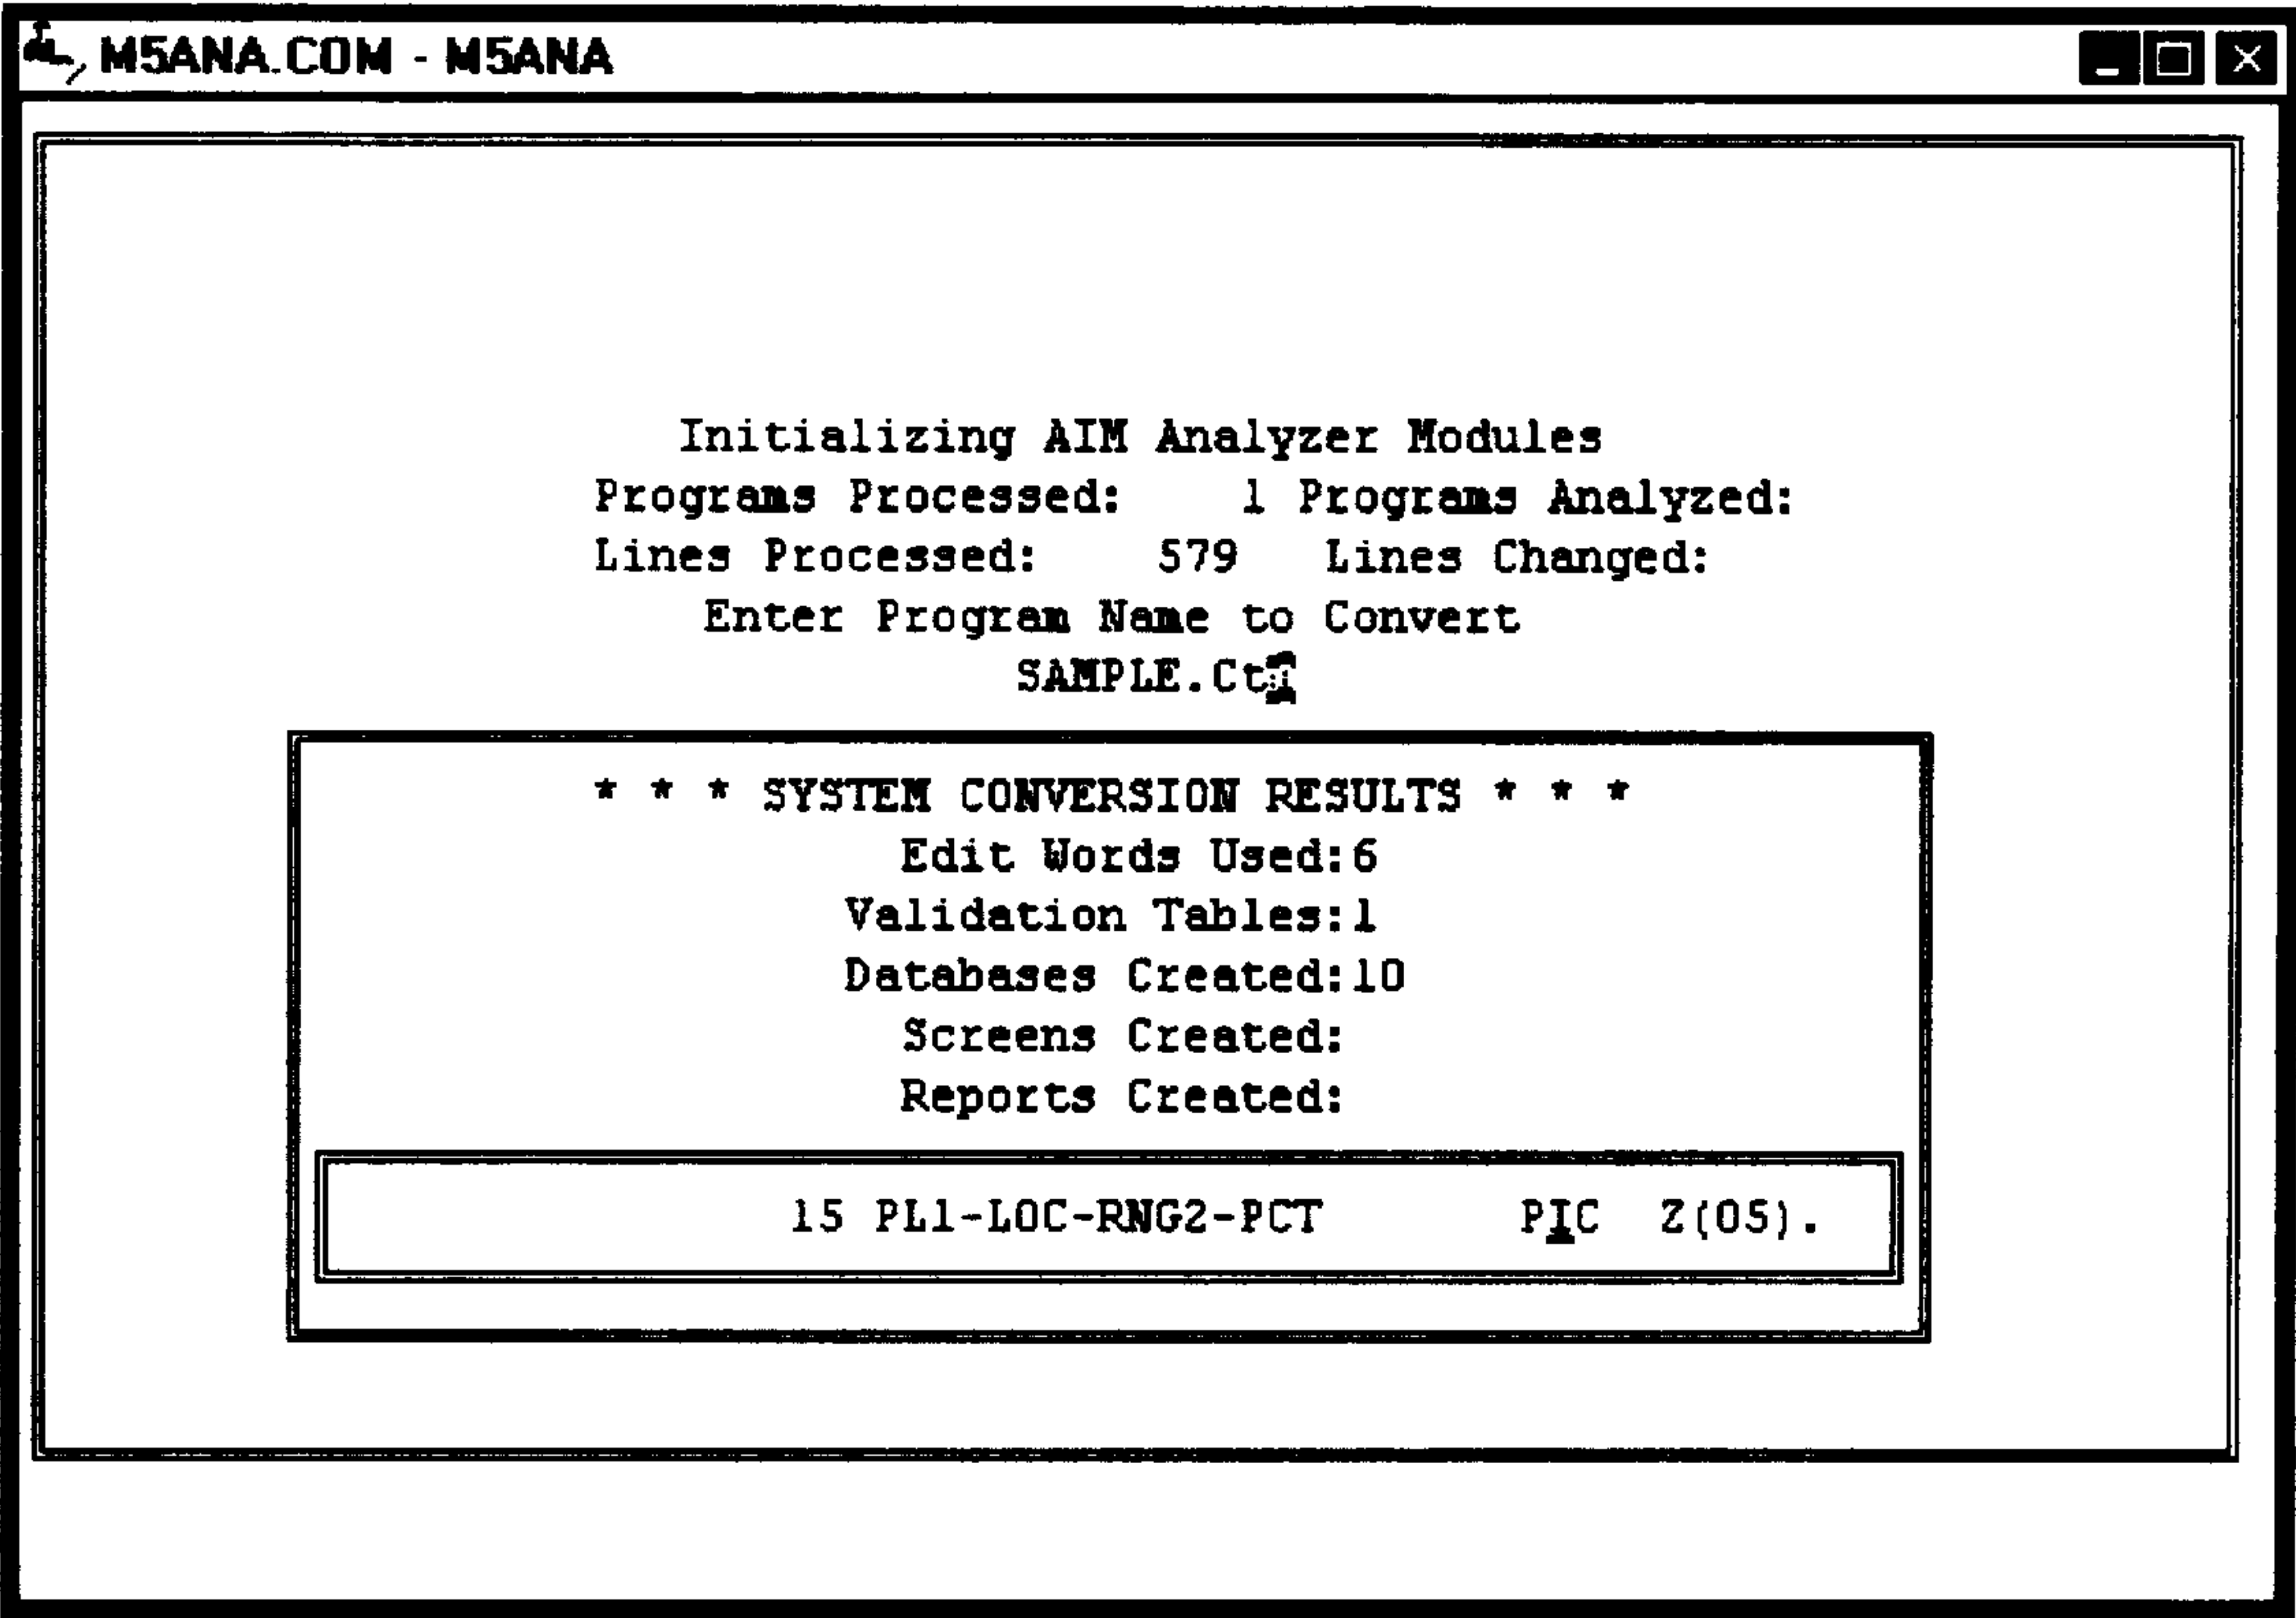 M5ANA.COM - M5ANA
Initializing AIM Analyzer Modules
Programs Processed: 1 Programs Analyzed:
Lines Processed: 579 Lines Changed:
Enter Program Name to Convert
SAMPLE.Ct
* * * SYSTEM CONVERSION RESULTS * * *
Edit Words Used:6
Validation Tables:1
Databases Created:10
Screens Created:
Reports Created:
15 PL1-LOC-RNG2-PCT PIC Z(05).